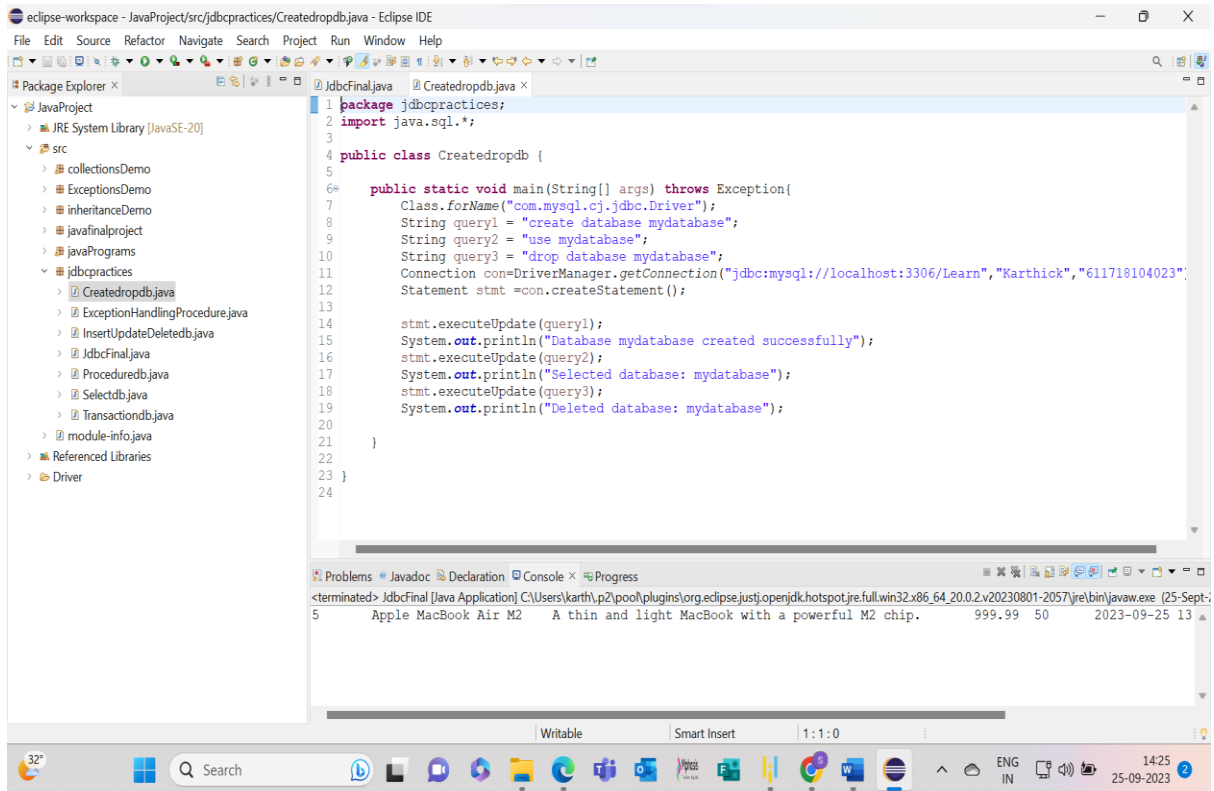 eclipse-workspace - JavaProject/src/jdbcpractices/Createdropdb.java - Eclipse IDE
File Edit Source Refactor Navigate Search Project Run Window Help
Package Explorer ×
JavaProject
JRE System Library [JavaSE-20]
src
collectionsDemo
ExceptionsDemo
inheritanceDemo
javafinalproject
javaPrograms
jdbcpractices
Createdropdb.java
ExceptionHandlingProcedure.java
InsertUpdateDeletedb.java
JdbcFinal.java
Proceduredb.java
Selectdb.java
Transactiondb.java
module-info.java
Referenced Libraries
Driver
JdbcFinal.java Createdropdb.java ×
1 package jdbcpractices;
2 import java.sql.*;
3
4 public class Createdropdb {
5
6 public static void main(String[] args) throws Exception{
7 Class.forName("com.mysql.cj.jdbc.Driver");
8 String query1 = "create database mydatabase";
9 String query2 = "use mydatabase";
10 String query3 = "drop database mydatabase";
11 Connection con=DriverManager.getConnection("jdbc:mysql://localhost:3306/Learn","Karthick","611718104023"
12 Statement stmt =con.createStatement();
13
14 stmt.executeUpdate(query1);
15 System.out.println("Database mydatabase created successfully");
16 stmt.executeUpdate(query2);
17 System.out.println("Selected database: mydatabase");
18 stmt.executeUpdate(query3);
19 System.out.println("Deleted database: mydatabase");
20
21 }
22
23 }
24
Problems Javadoc Declaration Console × Progress
<terminated> JdbcFinal [Java Application] C:\Users\karth\.p2\pool\plugins\org.eclipse.justj.openjdk.hotspot.jre.full.win32.x86_64_20.0.2.v20230801-2057\jre\bin\javaw.exe (25-Sept-
5 Apple MacBook Air M2 A thin and light MacBook with a powerful M2 chip. 999.99 50 2023-09-25 13
Writable Smart Insert 1 : 1 : 0
32°
Search
ENG
IN
14:25
25-09-2023
2